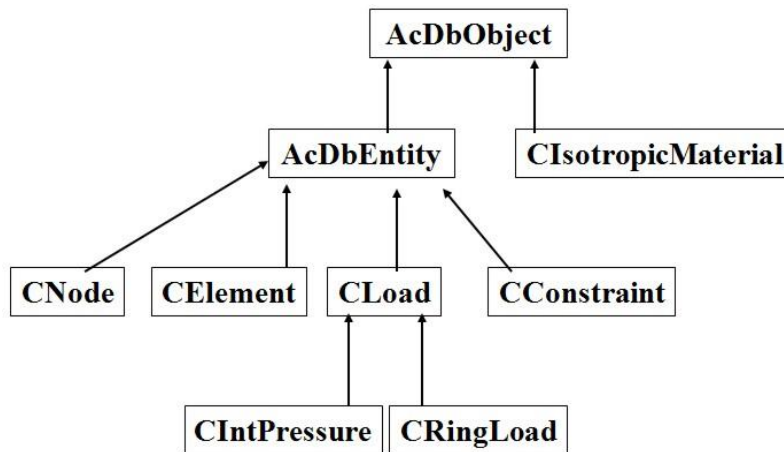 AcDbObject
AcDbEntity
CIsotropicMaterial
CNode
CElement
CLoad
CConstraint
CIntPressure
CRingLoad